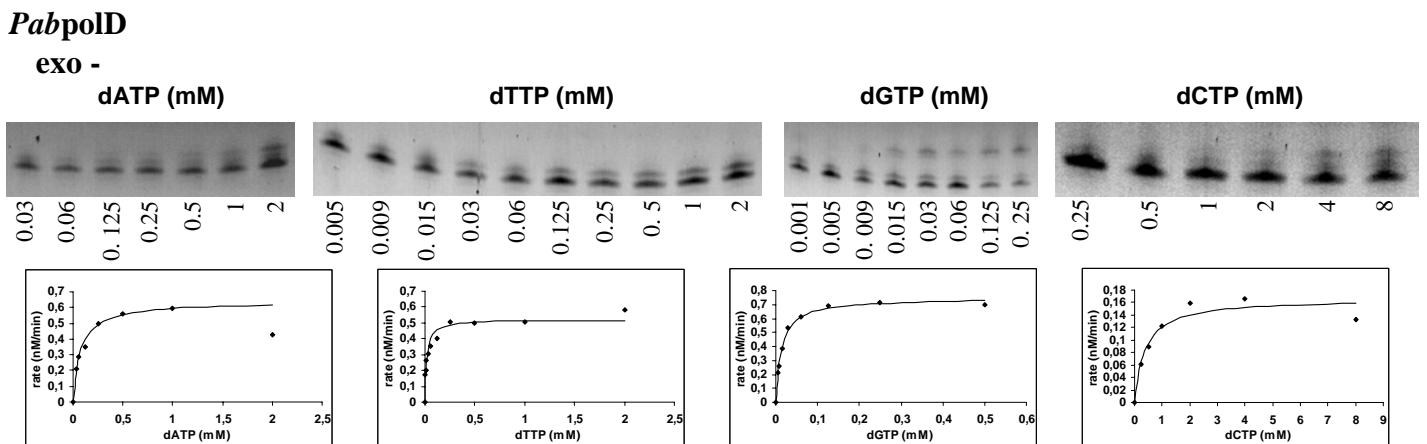 PabpolD
exo -
dATP (mM)
0.03 0.06 0. 125 0.25 0.5 1 2
dTTP (mM)
0.005 0.009 0. 015 0.03 0.06 0.125 0.25 0. 5 1 2
dGTP (mM)
0.001 0.005 0. 009 0.015 0.03 0.06 0.125 0. 25
dCTP (mM)
0.25 0.5 1 2 4 8
rate (nM/min)
0,7
0,6
0,5
0,4
0,3
0,2
0,1
0
0 0,5 1 1,5 2 2,5
dATP (mM)
rate (nM/min)
0,7
0,6
0,5
0,4
0,3
0,2
0,1
0
0 0,5 1 1,5 2 2,5
dTTP (mM)
rate (nM/min)
0,8
0,7
0,6
0,5
0,4
0,3
0,2
0,1
0
0 0,1 0,2 0,3 0,4 0,5 0,6
dGTP (mM)
rate (nM/min)
0,18
0,16
0,14
0,12
0,1
0,08
0,06
0,04
0,02
0
0 1 2 3 4 5 6 7 8 9
dCTP (mM)